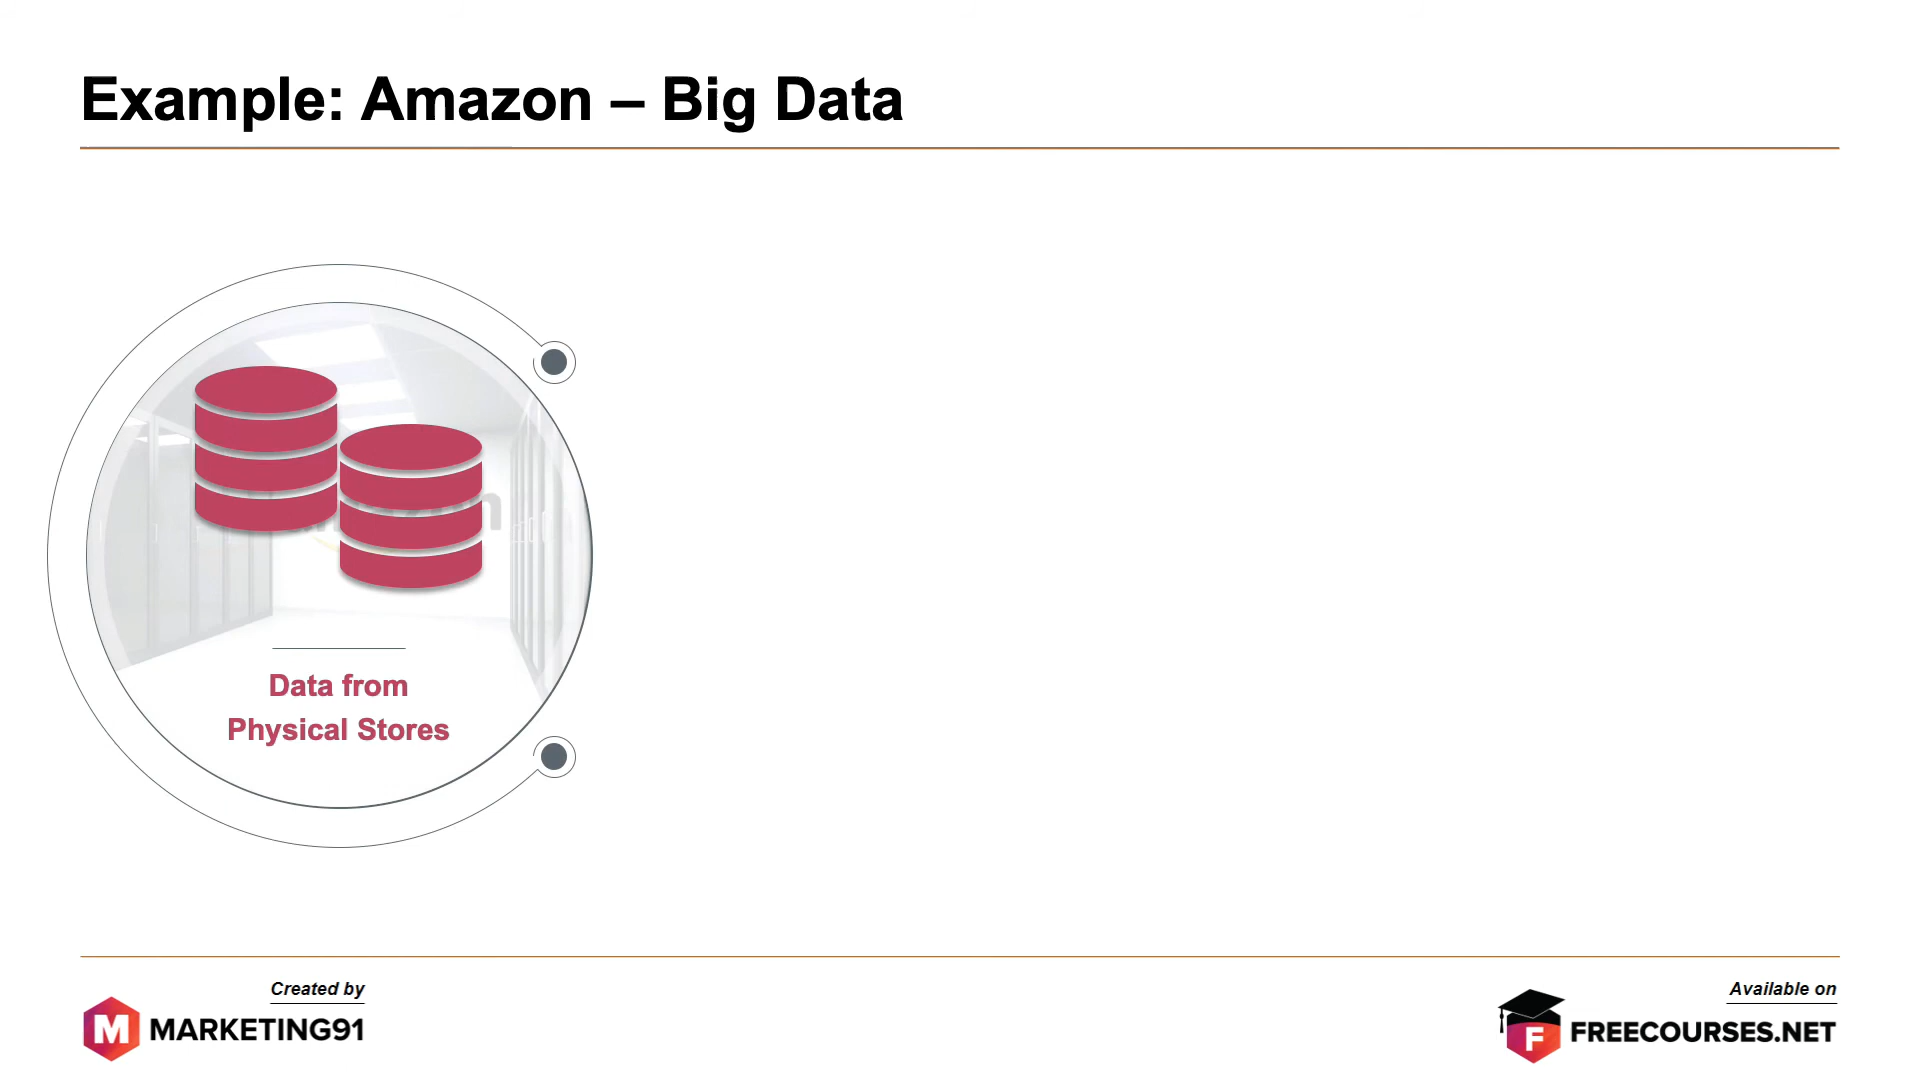 Example: Amazon – Big Data
Data from
Physical Stores
Created by
M MARKETING91
Available on
F FREECOURSES.NET